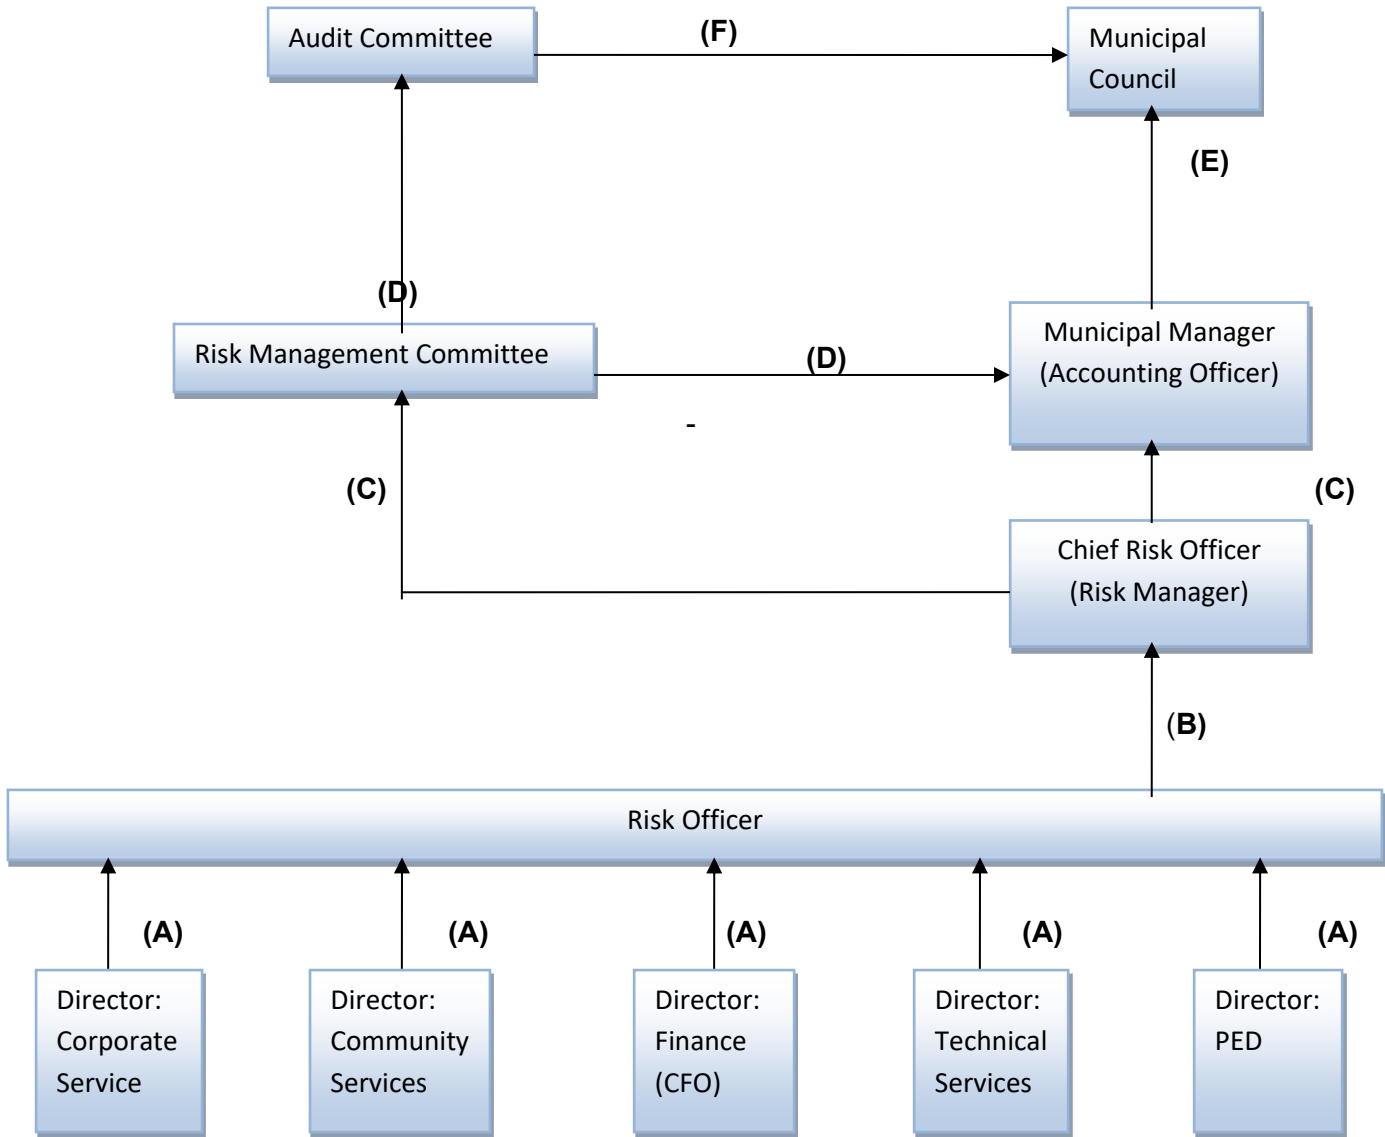 Audit Committee
(F)
Municipal
Council
(E)
(D)
Risk Management Committee
(D)
Municipal Manager
(Accounting Officer)
-
(C)
(C)
Chief Risk Officer
(Risk Manager)
(B)
Risk Officer
(A)
(A)
(A)
(A)
(A)
Director:
Corporate
Service
Director:
Community
Services
Director:
Finance
(CFO)
Director:
Technical
Services
Director:
PED